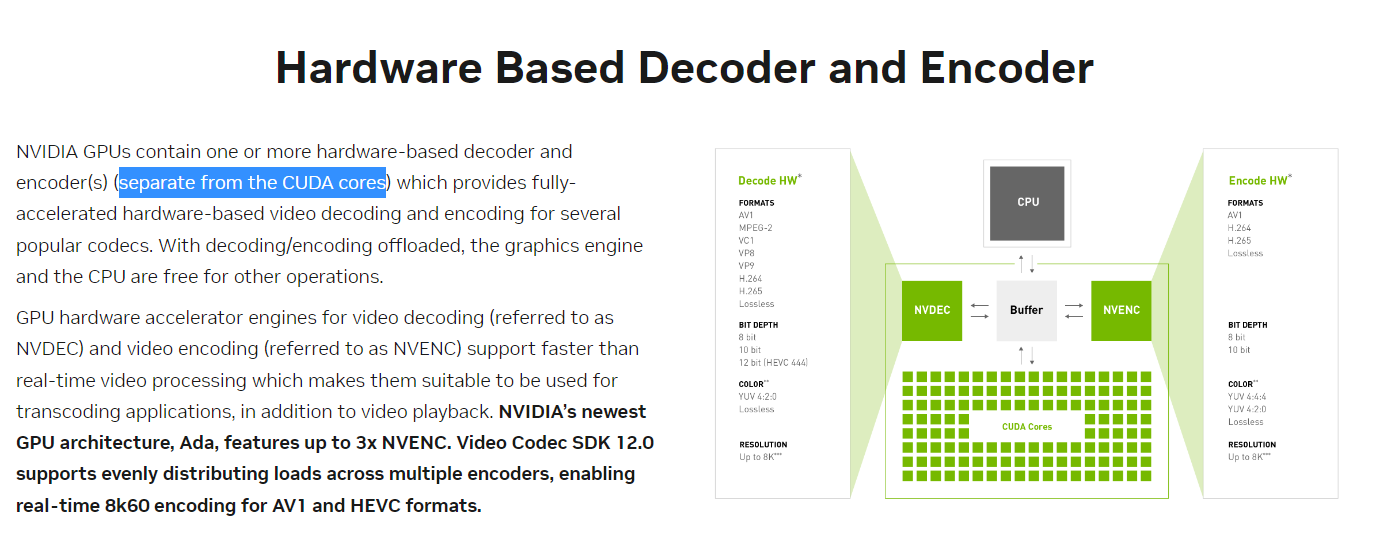 Hardware Based Decoder and Encoder
NVIDIA GPUs contain one or more hardware-based decoder and
encoder(s) (separate from the CUDA cores) which provides fully-
accelerated hardware-based video decoding and encoding for several
popular codecs. With decoding/encoding offloaded, the graphics engine
and the CPU are free for other operations.
GPU hardware accelerator engines for video decoding (referred to as
NVDEC) and video encoding (referred to as NVENC) support faster than
real-time video processing which makes them suitable to be used for
transcoding applications, in addition to video playback. NVIDIA's newest
GPU architecture, Ada, features up to 3x NVENC. Video Codec SDK 12.0
supports evenly distributing loads across multiple encoders, enabling
real-time 8k60 encoding for AV1 and HEVC formats.
Decode HW*
FORMATS
AV1
MPEG-2
VC1
VP8
VP9
H.264
H.265
Lossless
BIT DEPTH
8 bit
10 bit
12 bit (HEVC 444)
COLOR**
YUV 4:2:0
Lossless
RESOLUTION
Up to 8K***
CPU
NVDEC
Buffer
NVENC
CUDA Cores
Encode HW*
FORMATS
AV1
H.264
H.265
Lossless
BIT DEPTH
8 bit
10 bit
COLOR**
YUV 4:4:4
YUV 4:2:0
Lossless
RESOLUTION
Up to 8K***